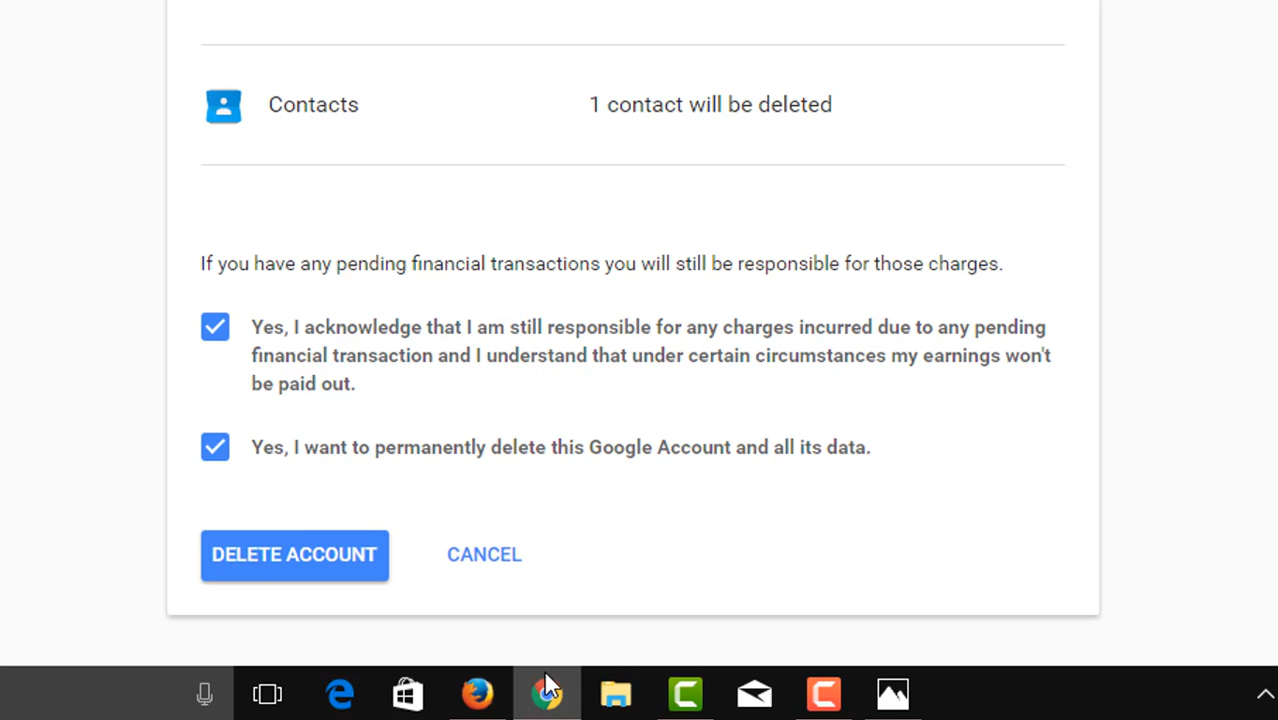 Contacts 1 contact will be deleted
If you have any pending financial transactions you will still be responsible for those charges.
Yes, I acknowledge that I am still responsible for any charges incurred due to any pending
financial transaction and I understand that under certain circumstances my earnings won't
be paid out.
Yes, I want to permanently delete this Google Account and all its data.
DELETE ACCOUNT CANCEL